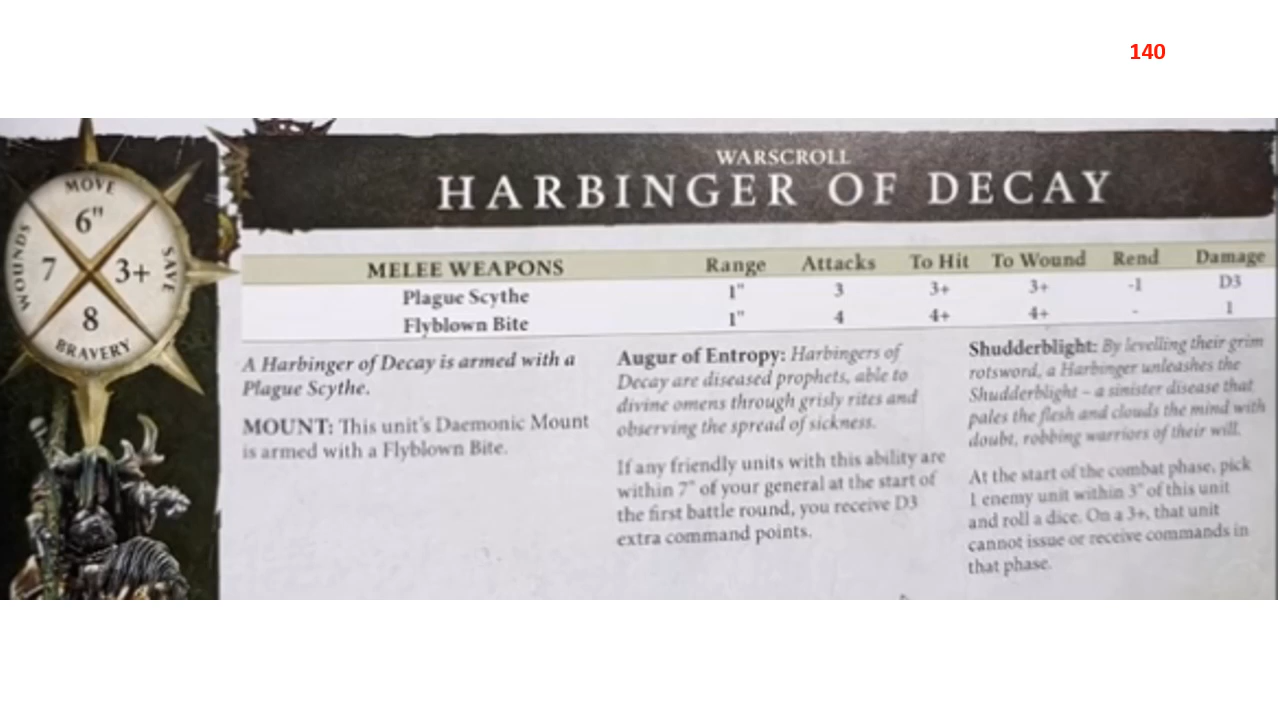 140
WARSCROLL
HARBINGER OF DECAY
MOVE
6"
WOUNDS
7
3+
SAVE
8
BRAVERY
MELEE WEAPONS Range Attacks To Hit To Wound Rend Damage
Plague Scythe 1" 3 3+ 3+ -1 D3
Flyblown Bite 1" 4 4+ 4+ - 1
A Harbinger of Decay is armed with a
Plague Scythe.
MOUNT: This unit's Daemonic Mount
is armed with a Flyblown Bite.
Augur of Entropy: Harbingers of
Decay are diseased prophets, able to
divine omens through grisly rites and
observing the spread of sickness.
If any friendly units with this ability are
within 7" of your general at the start of
the first battle round, you receive D3
extra command points.
Shudderblight: By levelling their grim
rotsword, a Harbinger unleashes the
Shudderblight – a sinister disease that
pales the flesh and clouds the mind with
doubt, robbing warriors of their will.
At the start of the combat phase, pick
1 enemy unit within 3" of this unit
and roll a dice. On a 3+, that unit
cannot issue or receive commands in
that phase.